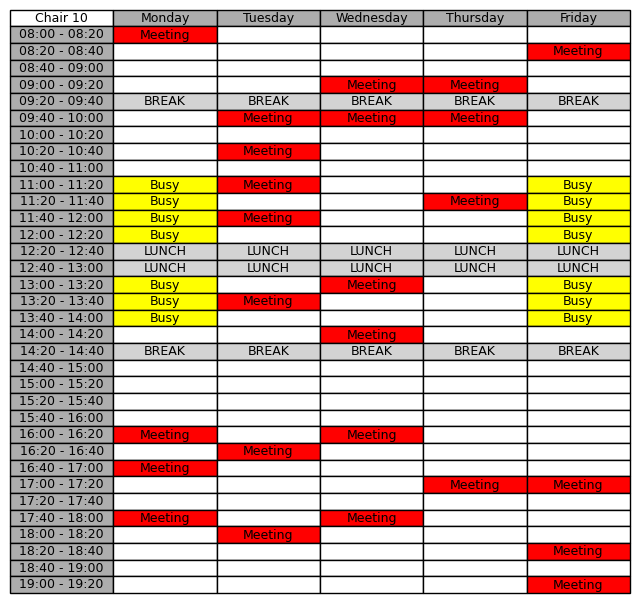 Chair 10 Monday Tuesday Wednesday Thursday Friday
08:00 - 08:20 Meeting
08:20 - 08:40 Meeting
08:40 - 09:00
09:00 - 09:20 Meeting Meeting
09:20 - 09:40 BREAK BREAK BREAK BREAK BREAK
09:40 - 10:00 Meeting Meeting Meeting
10:00 - 10:20
10:20 - 10:40 Meeting
10:40 - 11:00
11:00 - 11:20 Busy Meeting Busy
11:20 - 11:40 Busy Meeting Busy
11:40 - 12:00 Busy Meeting Busy
12:00 - 12:20 Busy Busy
12:20 - 12:40 LUNCH LUNCH LUNCH LUNCH LUNCH
12:40 - 13:00 LUNCH LUNCH LUNCH LUNCH LUNCH
13:00 - 13:20 Busy Meeting Busy
13:20 - 13:40 Busy Meeting Busy
13:40 - 14:00 Busy Busy
14:00 - 14:20 Meeting
14:20 - 14:40 BREAK BREAK BREAK BREAK BREAK
14:40 - 15:00
15:00 - 15:20
15:20 - 15:40
15:40 - 16:00
16:00 - 16:20 Meeting Meeting
16:20 - 16:40 Meeting
16:40 - 17:00 Meeting
17:00 - 17:20 Meeting Meeting
17:20 - 17:40
17:40 - 18:00 Meeting Meeting
18:00 - 18:20 Meeting
18:20 - 18:40 Meeting
18:40 - 19:00
19:00 - 19:20 Meeting